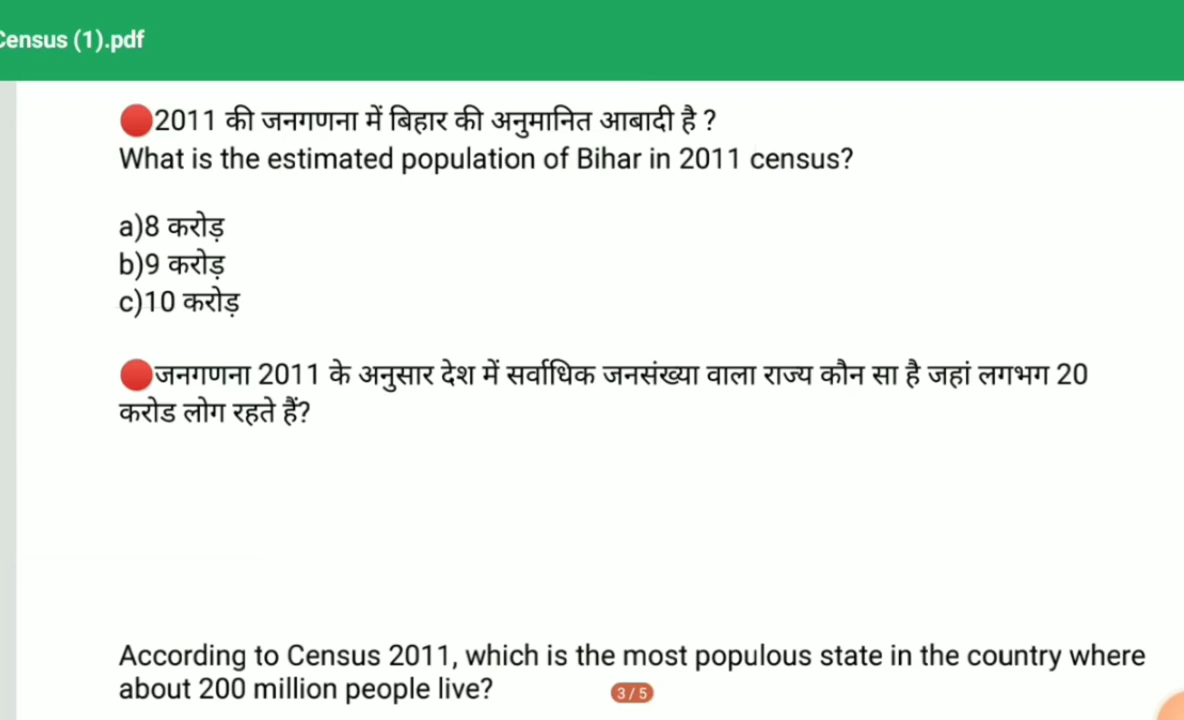 Census (1).pdf
2011 की जनगणना में बिहार की अनुमानित आबादी है ?
What is the estimated population of Bihar in 2011 census?
a)8 करोड़
b)9 करोड़
c)10 करोड़
जनगणना 2011 के अनुसार देश में सर्वाधिक जनसंख्या वाला राज्य कौन सा है जहां लगभग 20
करोड लोग रहते हैं?
According to Census 2011, which is the most populous state in the country where
about 200 million people live?
3 / 5